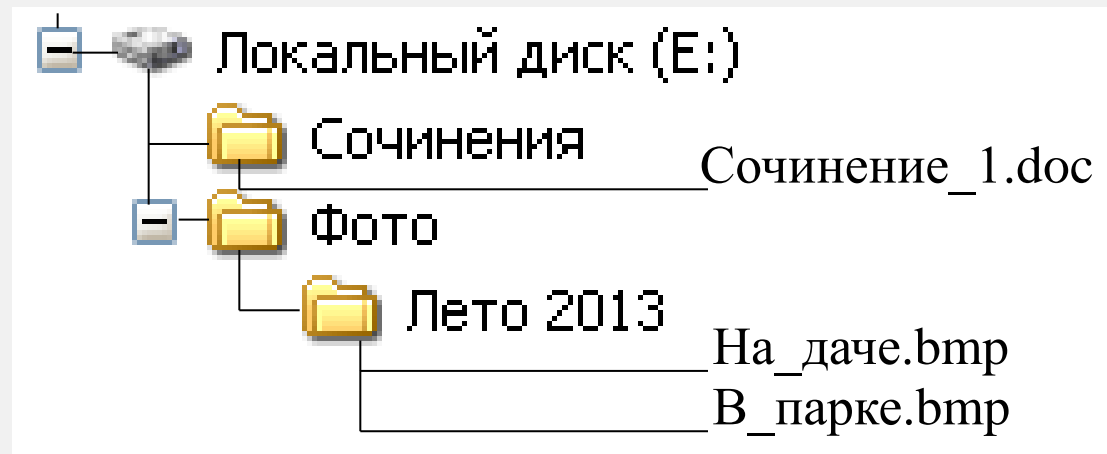 Локальный диск (E:)
Сочинения
Сочинение_1.doc
Фото
Лето 2013
На_даче.bmp
В_парке.bmp